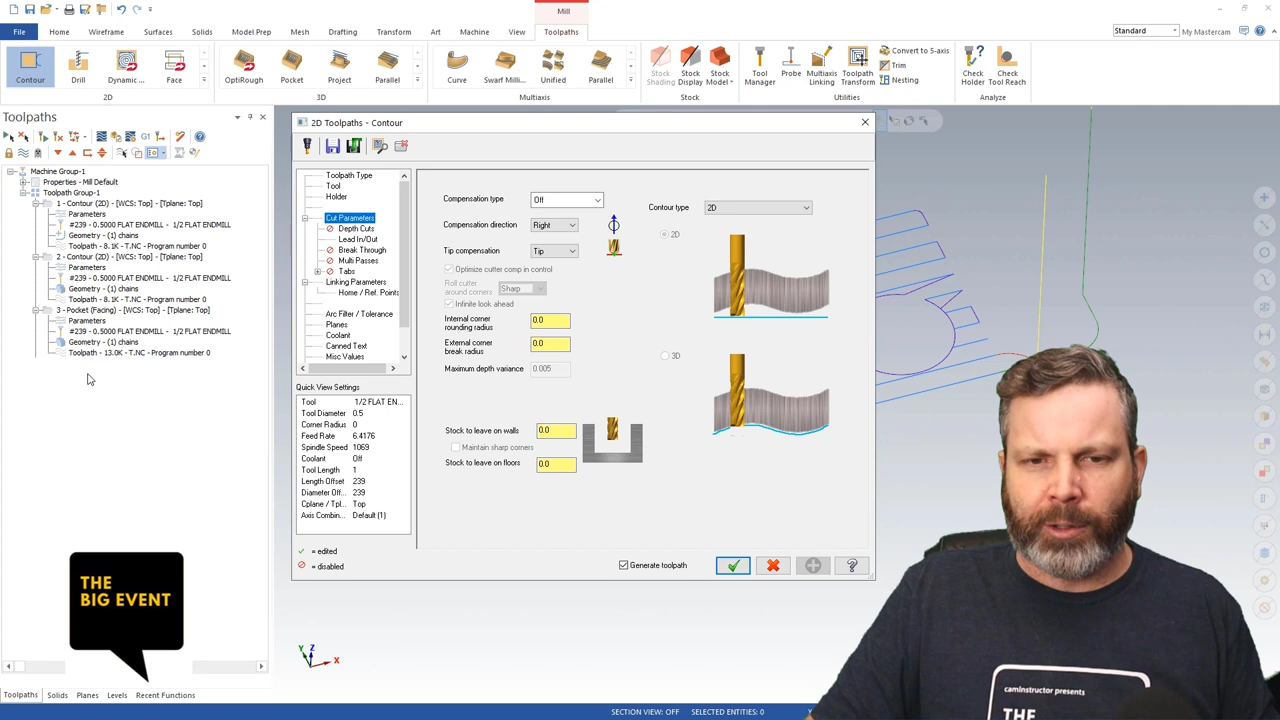 Mill
File
Home
Wireframe
Surfaces
Solids
Model Prep
Mesh
Drafting
Transform
Art
Machine
View
Toolpaths
Standard
My Mastercam
Contour
Drill
Dynamic ...
Face
OptiRough
Pocket
Project
Parallel
Curve
Swarf Milli...
Unified
Parallel
Stock Shading
Stock Display
Stock Model
Tool Manager
Probe
Multiaxis Linking
Toolpath Transform
Convert to 5-axis
Trim
Nesting
Check Holder
Check Tool Reach
2D
3D
Multiaxis
Stock
Utilities
Analyze
Toolpaths
G1
Machine Group-1
Properties - Mill Default
Toolpath Group-1
1 - Contour (2D) - [WCS: Top] - [Tplane: Top]
Parameters
#239 - 0.5000 FLAT ENDMILL - 1/2 FLAT ENDMILL
Geometry - (1) chains
Toolpath - 8.1K - T.NC - Program number 0
2 - Contour (2D) - [WCS: Top] - [Tplane: Top]
Parameters
#239 - 0.5000 FLAT ENDMILL - 1/2 FLAT ENDMILL
Geometry - (1) chains
Toolpath - 8.1K - T.NC - Program number 0
3 - Pocket (Facing) - [WCS: Top] - [Tplane: Top]
Parameters
#239 - 0.5000 FLAT ENDMILL - 1/2 FLAT ENDMILL
Geometry - (1) chains
Toolpath - 13.0K - T.NC - Program number 0
2D Toolpaths - Contour
Toolpath Type
Tool
Holder
Cut Parameters
Depth Cuts
Lead In/Out
Break Through
Multi Passes
Tabs
Linking Parameters
Home / Ref. Points
Arc Filter / Tolerance
Planes
Coolant
Canned Text
Misc Values
Quick View Settings
Tool 1/2 FLAT EN...
Tool Diameter 0.5
Corner Radius 0
Feed Rate 6.4176
Spindle Speed 1069
Coolant Off
Tool Length 1
Length Offset 239
Diameter Off... 239
Cplane / Tpl... Top
Axis Combin... Default (1)
= edited
= disabled
Compensation type Off
Compensation direction Right
Tip compensation Tip
Optimize cutter comp in control
Roll cutter around corners Sharp
Infinite look ahead
Internal corner rounding radius 0.0
External corner break radius 0.0
Maximum depth variance 0.005
Stock to leave on walls 0.0
Maintain sharp corners
Stock to leave on floors 0.0
Contour type 2D
2D
3D
Generate toolpath
THE
BIG EVENT
Z
Y
X
caminstructor presents
THE
Toolpaths
Solids
Planes
Levels
Recent Functions
SECTION VIEW: OFF
SELECTED ENTITIES: 0